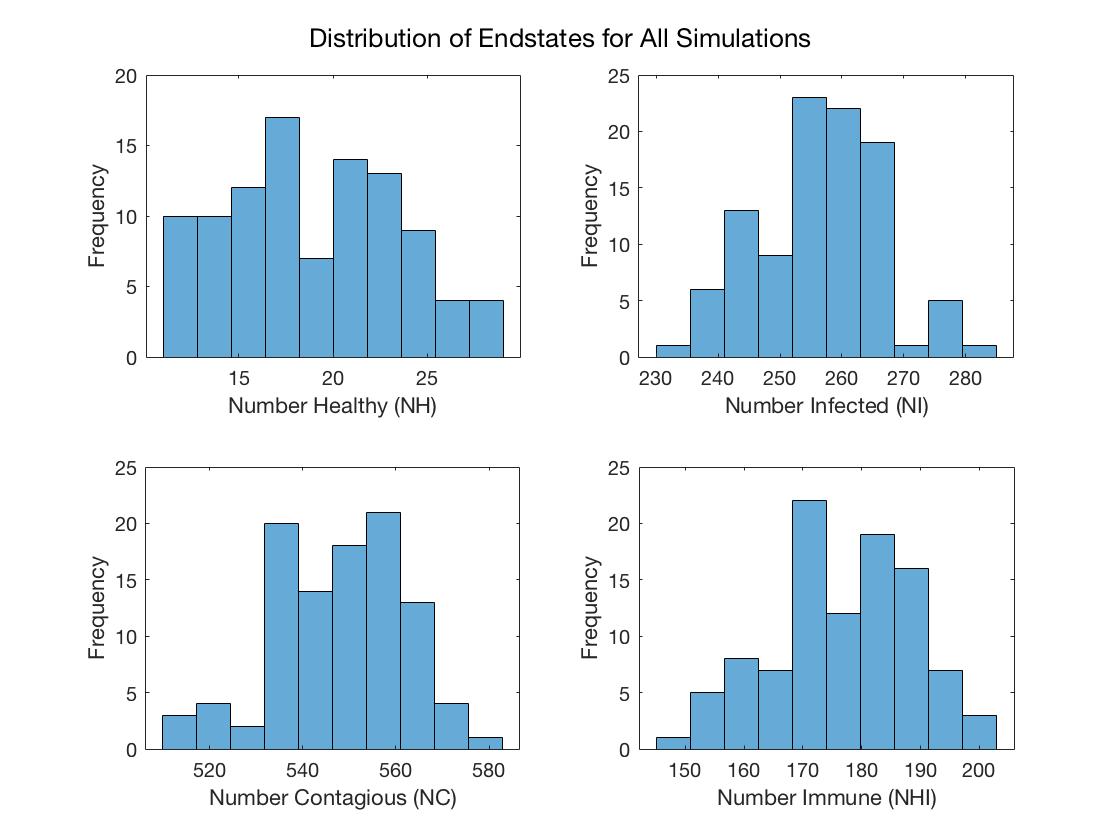 Distribution of Endstates for All Simulations
20
15
10
5
0
Frequency
15 20 25
Number Healthy (NH)
25
20
15
10
5
0
Frequency
230 240 250 260 270 280
Number Infected (NI)
25
20
15
10
5
0
Frequency
520 540 560 580
Number Contagious (NC)
25
20
15
10
5
0
Frequency
150 160 170 180 190 200
Number Immune (NHI)